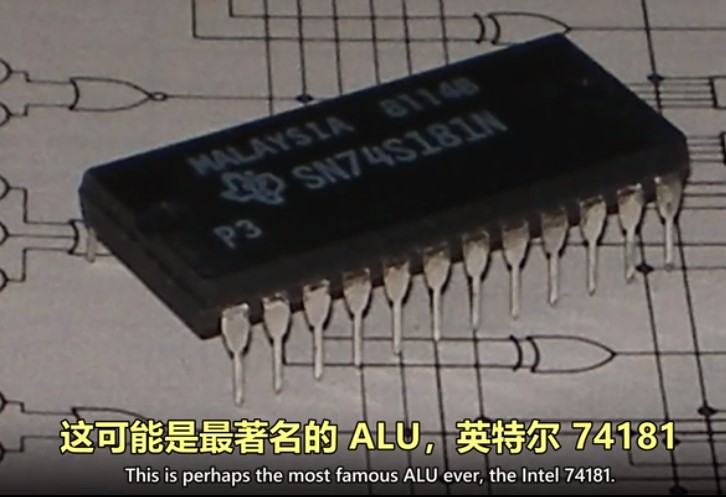 MALAYSIA 8114B
SN74S181N
P3
这可能是最著名的 ALU，英特尔 74181
This is perhaps the most famous ALU ever, the Intel 74181.